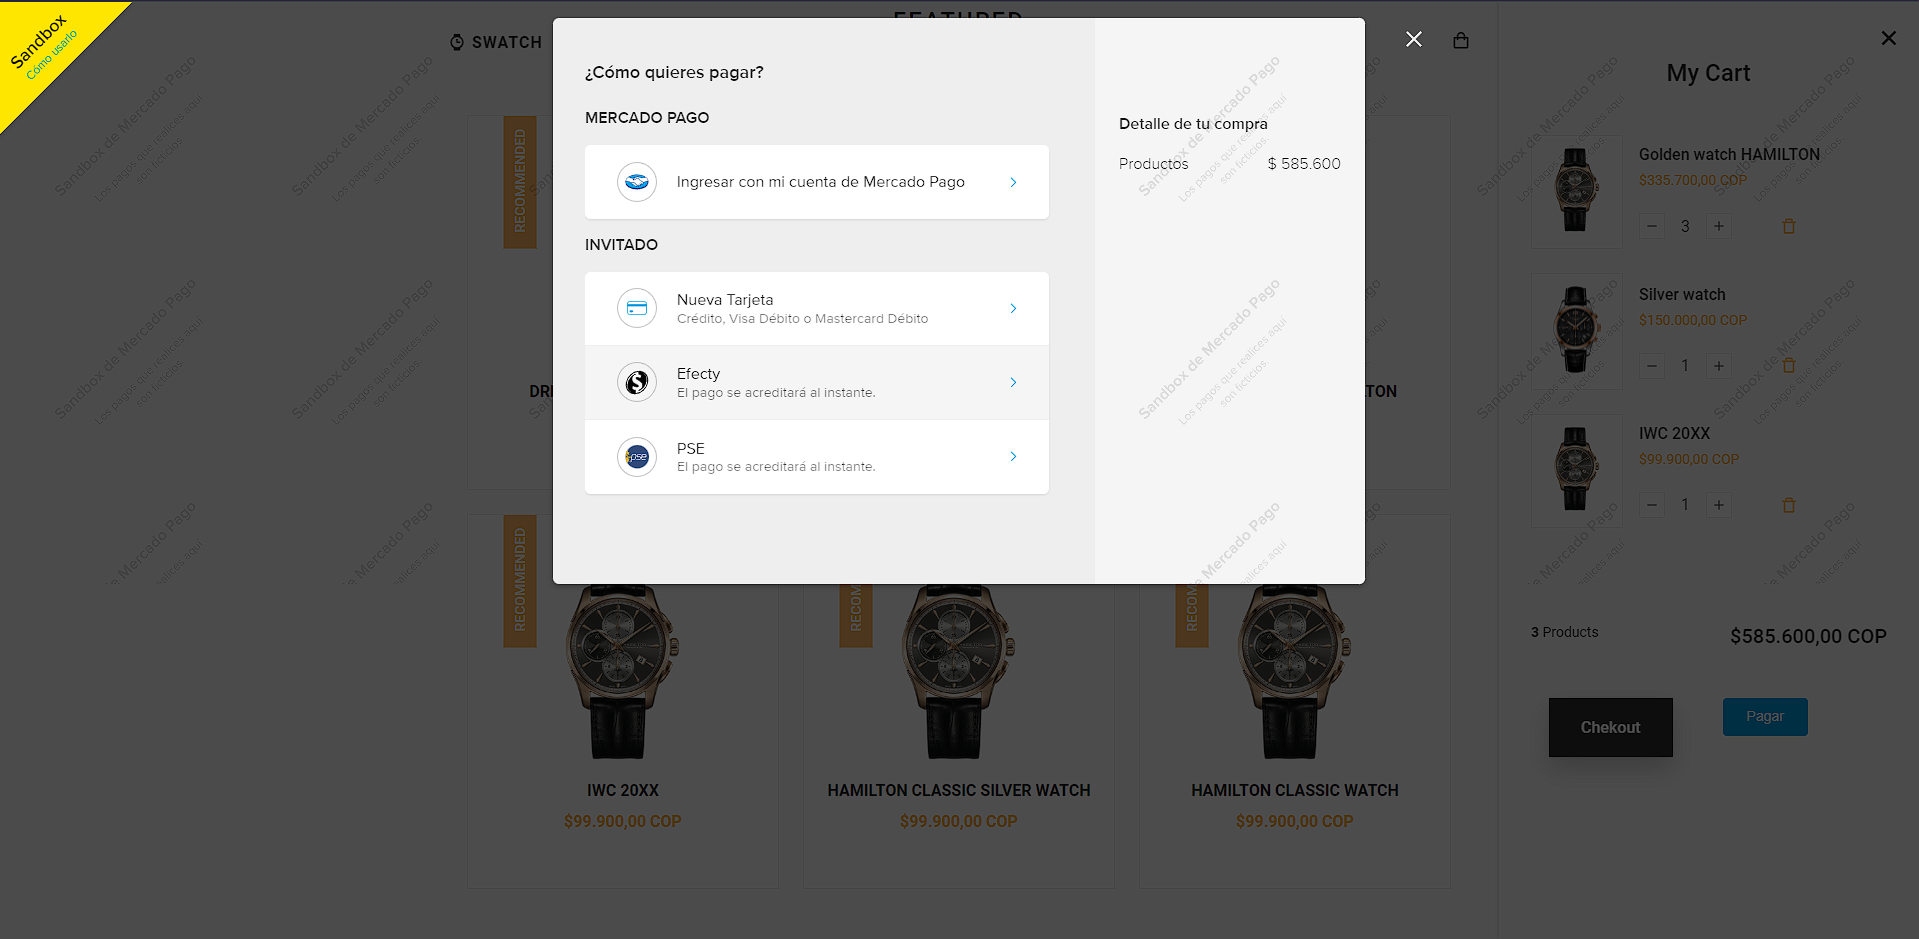 Sandbox
Cómo usarlo
FEATURED
SWATCH
¿Cómo quieres pagar?
MERCADO PAGO
Ingresar con mi cuenta de Mercado Pago
INVITADO
Nueva Tarjeta
Crédito, Visa Débito o Mastercard Débito
Efecty
El pago se acreditará al instante.
PSE
El pago se acreditará al instante.
Detalle de tu compra
Productos $ 585.600
Sandbox de Mercado Pago
Los pagos que realices aquí
son ficticios.
My Cart
Golden watch HAMILTON
$335.700,00 COP
− 3 +
Silver watch
$150.000,00 COP
− 1 +
IWC 20XX
$99.900,00 COP
− 1 +
3 Products $585.600,00 COP
Chekout
Pagar
RECOMMENDED
RECOMMENDED
RECOM
RECOM
IWC 20XX
$99.900,00 COP
HAMILTON CLASSIC SILVER WATCH
$99.900,00 COP
HAMILTON CLASSIC WATCH
$99.900,00 COP